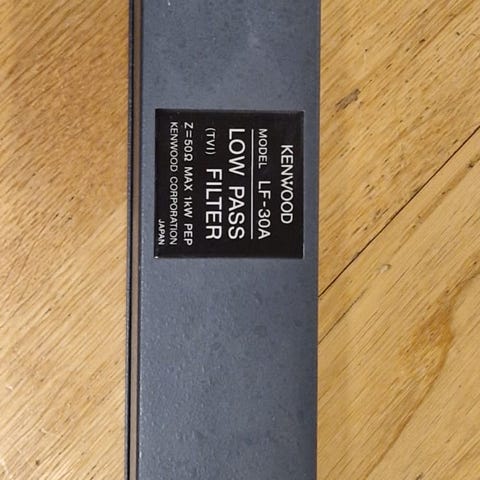 KENWOOD
MODEL LF-30A
LOW PASS
(TVI) FILTER
Z=50Ω MAX 1kW PEP
KENWOOD CORPORATION
JAPAN